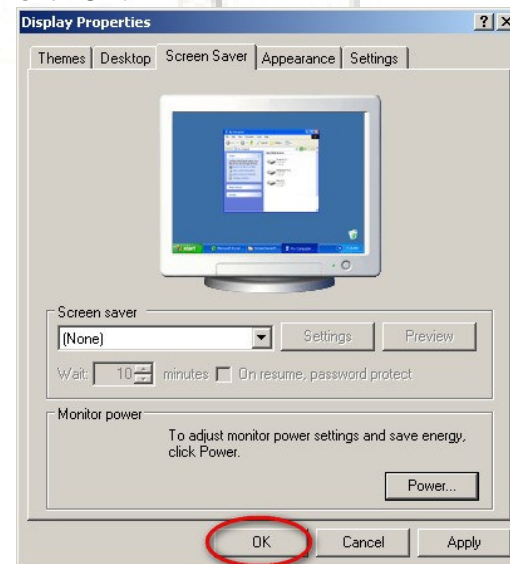 Display Properties
Themes Desktop Screen Saver Appearance Settings
Screen saver
(None) Settings Preview
Wait: 10 minutes On resume, password protect
Monitor power
To adjust monitor power settings and save energy,
click Power.
Power...
OK Cancel Apply